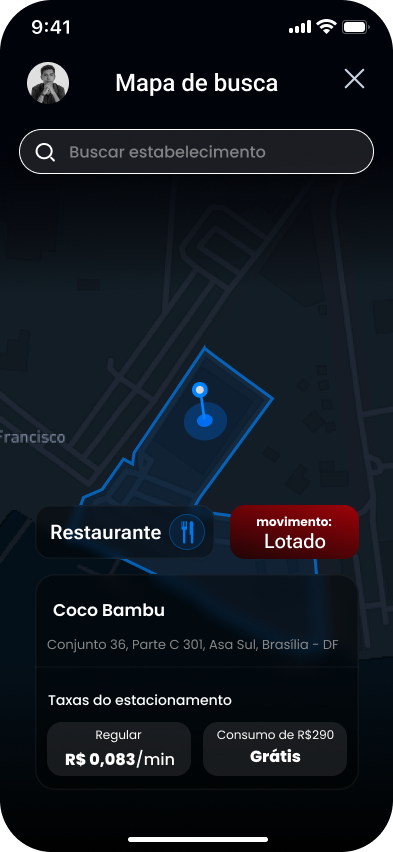 9:41
Mapa de busca
Buscar estabelecimento
Francisco
Restaurante
movimento:
Lotado
Coco Bambu
Conjunto 36, Parte C 301, Asa Sul, Brasília - DF
Taxas do estacionamento
Regular
R$ 0,083/min
Consumo de R$290
Grátis